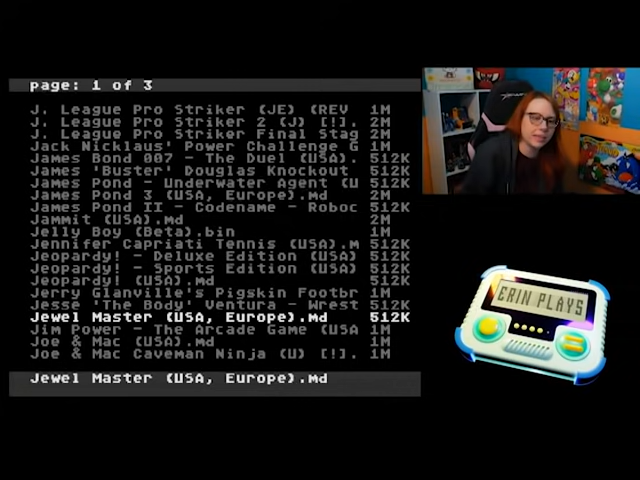 page: 1 of 3
J. League Pro Striker (JE) (REV 1M
J. League Pro Striker 2 (J) [!]. 2M
J. League Pro Striker Final Stag 2M
Jack Nicklaus' Power Challenge G 1M
James Bond 007 - The Duel (USA). 512K
James 'Buster' Douglas Knockout 512K
James Pond - Underwater Agent (U 512K
James Pond 3 (USA, Europe).md 2M
James Pond II - Codename - Roboc 512K
Jammit (USA).md 2M
Jelly Boy (Beta).bin 1M
Jennifer Capriati Tennis (USA).m 512K
Jeopardy! - Deluxe Edition (USA) 512K
Jeopardy! - Sports Edition (USA) 512K
Jeopardy! (USA).md 512K
Jerry Glanville's Pigskin Footbr 1M
Jesse 'The Body' Ventura - Wrest 512K
Jewel Master (USA, Europe).md 512K
Jim Power - The Arcade Game (USA 1M
Joe & Mac (USA).md 1M
Joe & Mac Caveman Ninja (U) [!]. 1M
Jewel Master (USA, Europe).md
ERIN PLAYS